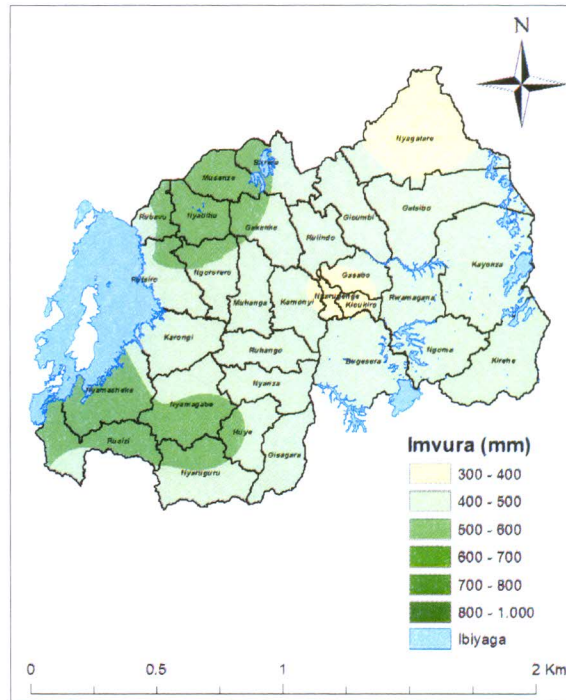 N
Nyagatare
Burera
Musanze
Rubavu
Nyabihu
Gakenke
Gicumbi
Gatsibo
Rulindo
Gasabo
Kayonza
Rutsiro
Ngororero
Muhanga
Kamonyi
Nyarugenge
Kicukiro
Rwamagana
Karongi
Ruhango
Bugesera
Ngoma
Kirehe
Nyamasheke
Nyamagabe
Nyanza
Huye
Rusizi
Nyaruguru
Gisagara
Imvura (mm)
300 - 400
400 - 500
500 - 600
600 - 700
700 - 800
800 - 1.000
Ibiyaga
0 0.5 1 2 Km